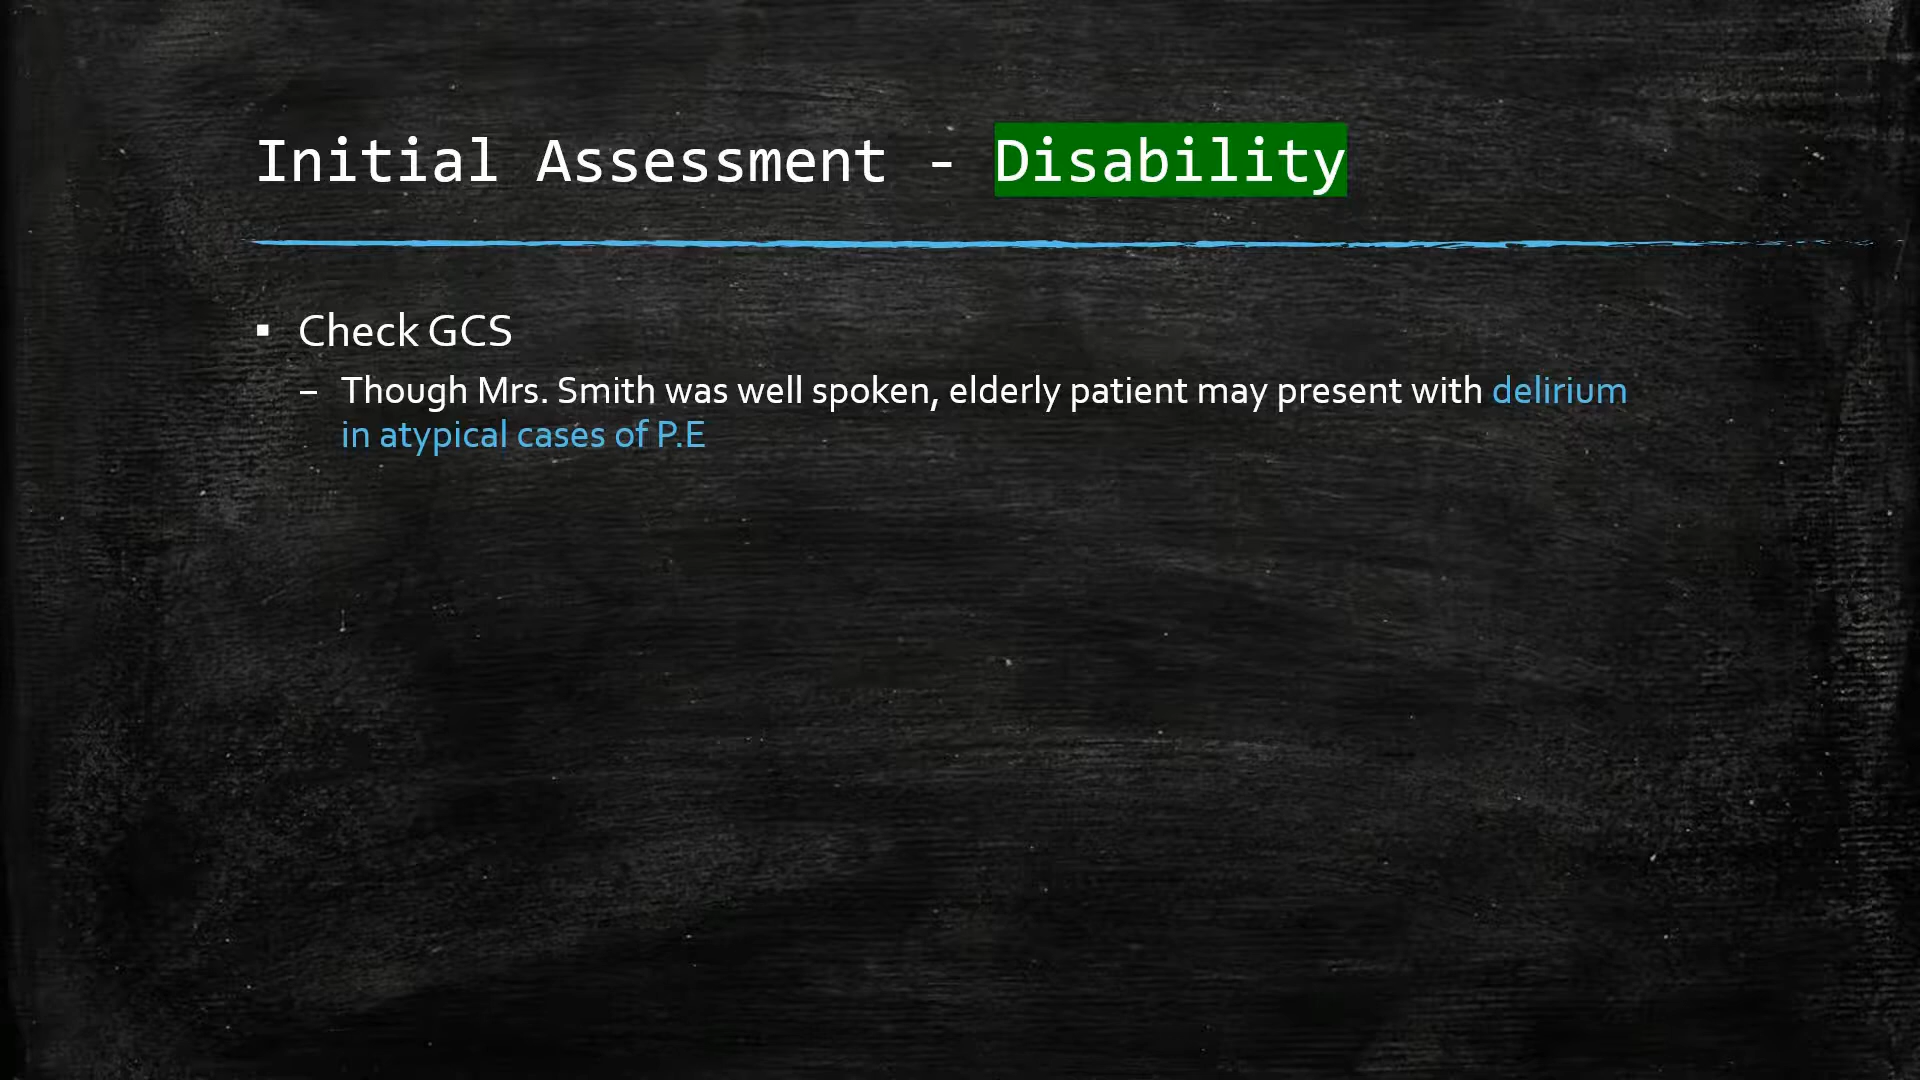 Initial Assessment - Disability
▪ Check GCS
– Though Mrs. Smith was well spoken, elderly patient may present with delirium
in atypical cases of P.E